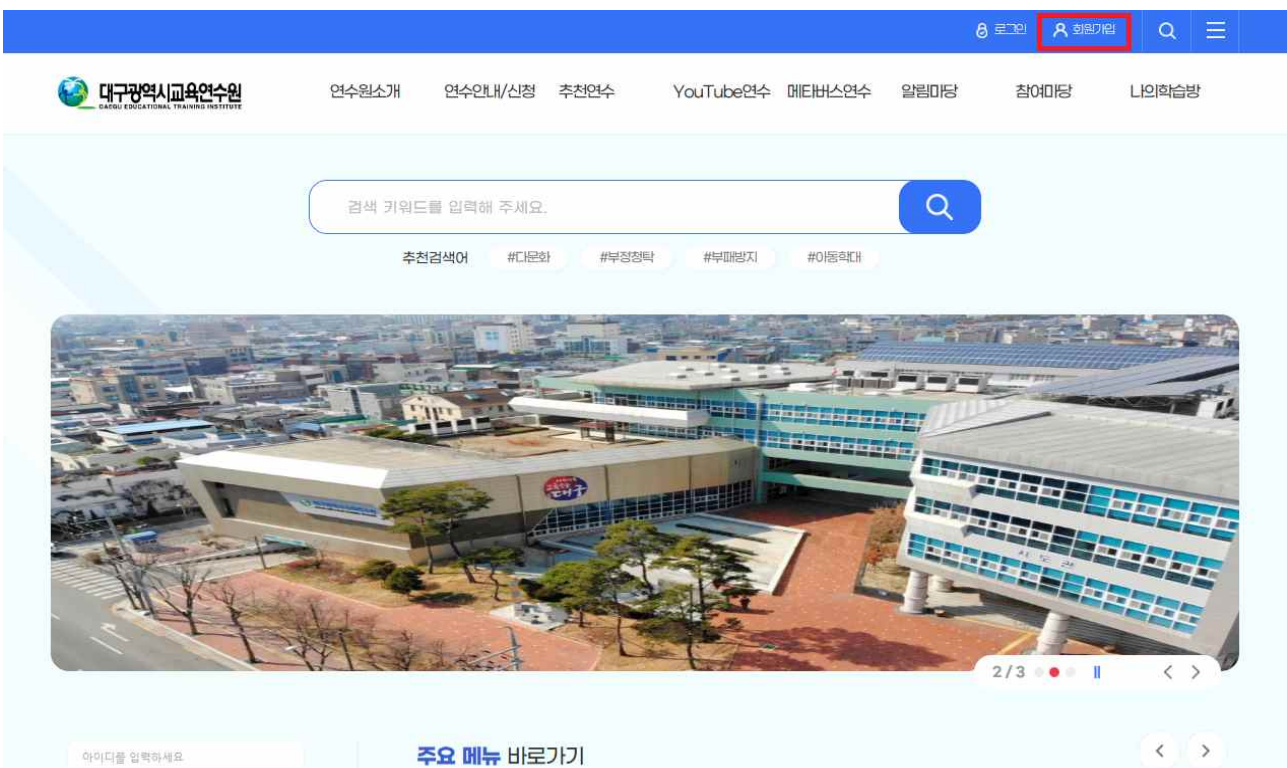 로그인 회원가입
대구광역시교육연수원
DAEGU EDUCATIONAL TRAINING INSTITUTE
연수원소개 연수안내/신청 추천연수 YouTube연수 메타버스연수 알림마당 참여마당 나의학습방
검색 키워드를 입력해 주세요.
추천검색어 #다문화 #부정청탁 #부패방지 #아동학대
대구
시도관
2/3
아이디를 입력하세요
주요 메뉴 바로가기